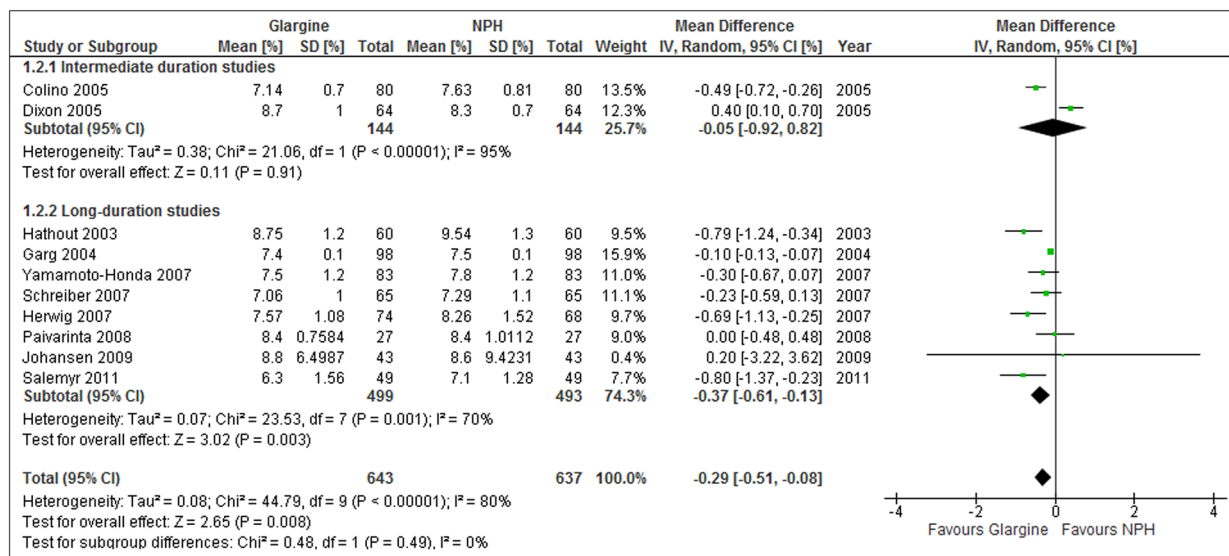 Glargine NPH Mean Difference Mean Difference
Study or Subgroup Mean [%] SD [%] Total Mean [%] SD [%] Total Weight IV, Random, 95% CI [%] Year IV, Random, 95% CI [%]
1.2.1 Intermediate duration studies
Colino 2005 7.14 0.7 80 7.63 0.81 80 13.5% -0.49 [-0.72, -0.26] 2005
Dixon 2005 8.7 1 64 8.3 0.7 64 12.3% 0.40 [0.10, 0.70] 2005
Subtotal (95% CI) 144 144 25.7% -0.05 [-0.92, 0.82]
Heterogeneity: Tau² = 0.38; Chi² = 21.06, df = 1 (P < 0.00001); I² = 95%
Test for overall effect: Z = 0.11 (P = 0.91)
1.2.2 Long-duration studies
Hathout 2003 8.75 1.2 60 9.54 1.3 60 9.5% -0.79 [-1.24, -0.34] 2003
Garg 2004 7.4 0.1 98 7.5 0.1 98 15.9% -0.10 [-0.13, -0.07] 2004
Yamamoto-Honda 2007 7.5 1.2 83 7.8 1.2 83 11.0% -0.30 [-0.67, 0.07] 2007
Schreiber 2007 7.06 1 65 7.29 1.1 65 11.1% -0.23 [-0.59, 0.13] 2007
Herwig 2007 7.57 1.08 74 8.26 1.52 68 9.7% -0.69 [-1.13, -0.25] 2007
Paivarinta 2008 8.4 0.7584 27 8.4 1.0112 27 9.0% 0.00 [-0.48, 0.48] 2008
Johansen 2009 8.8 6.4987 43 8.6 9.4231 43 0.4% 0.20 [-3.22, 3.62] 2009
Salemyr 2011 6.3 1.56 49 7.1 1.28 49 7.7% -0.80 [-1.37, -0.23] 2011
Subtotal (95% CI) 499 493 74.3% -0.37 [-0.61, -0.13]
Heterogeneity: Tau² = 0.07; Chi² = 23.53, df = 7 (P = 0.001); I² = 70%
Test for overall effect: Z = 3.02 (P = 0.003)
Total (95% CI) 643 637 100.0% -0.29 [-0.51, -0.08]
Heterogeneity: Tau² = 0.08; Chi² = 44.79, df = 9 (P < 0.00001); I² = 80%
Test for overall effect: Z = 2.65 (P = 0.008)
Test for subgroup differences: Chi² = 0.48, df = 1 (P = 0.49), I² = 0%
-4 -2 0 2 4
Favours Glargine Favours NPH